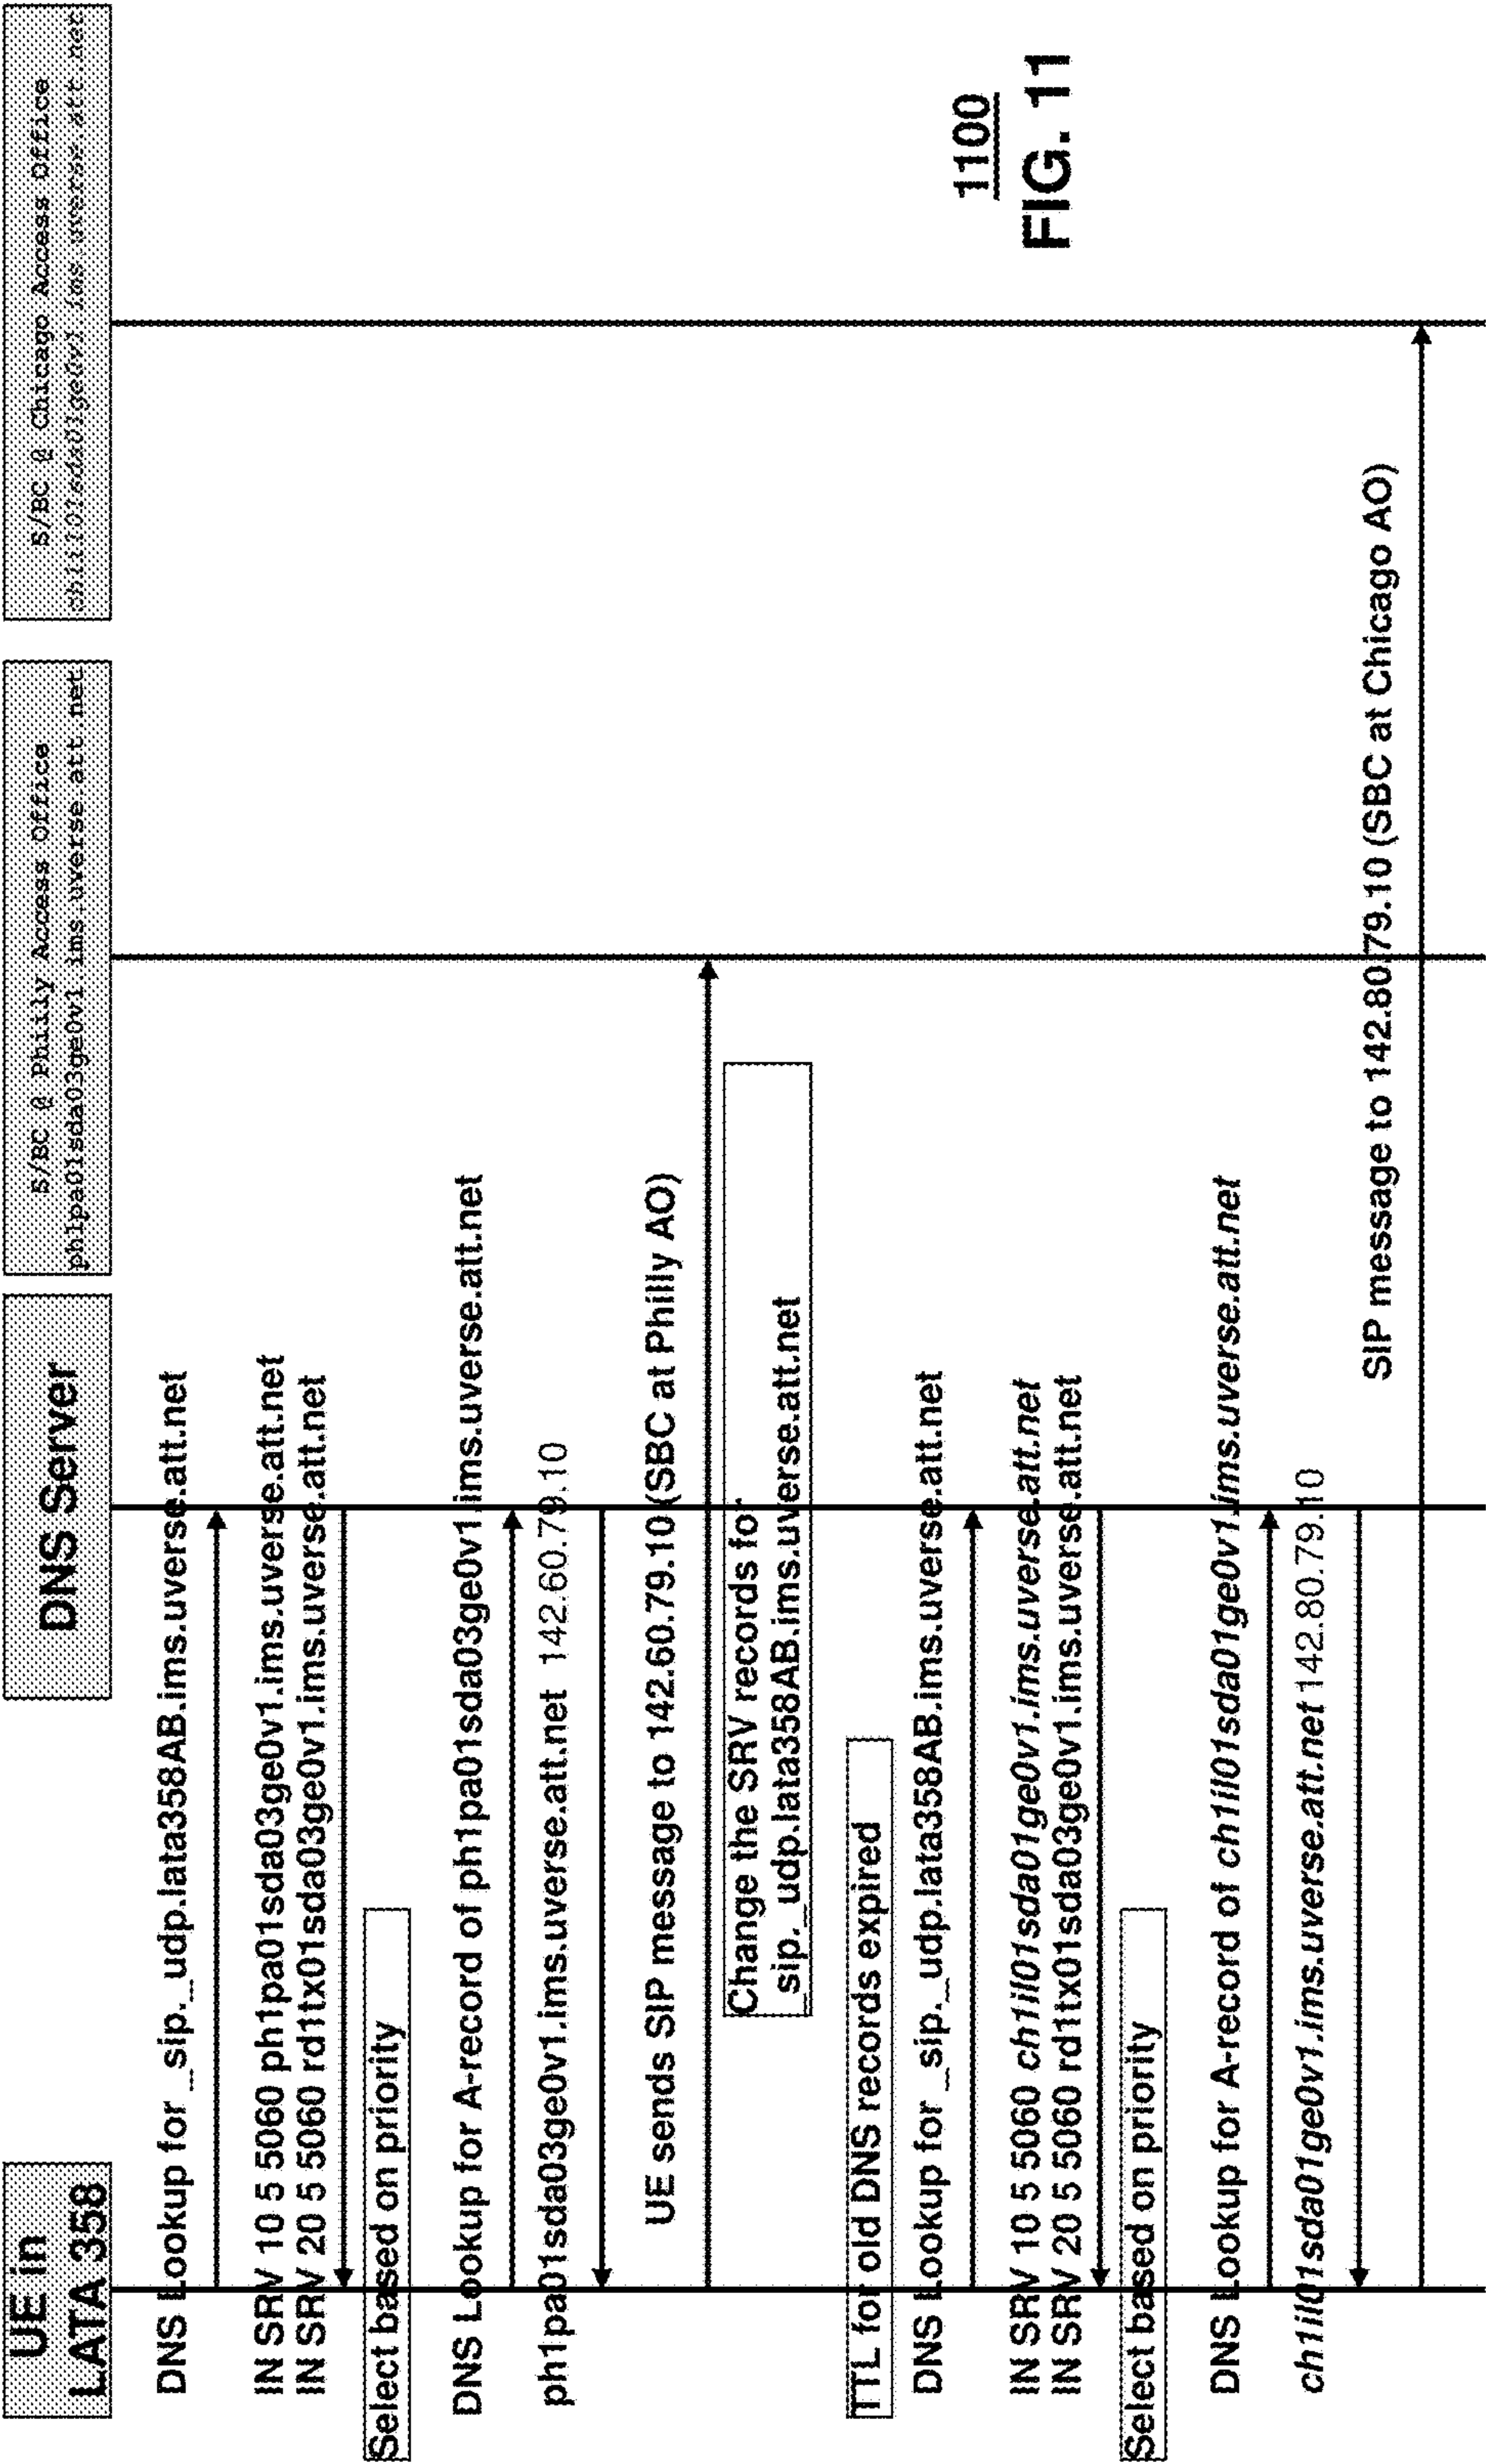 UE in
LATA 358
DNS Server
S/BC @ Philly Access Office
ph1pa01sda03ge0v1.ims.uverse.att.net
S/BC @ Chicago Access Office
ch1il01sda01ge0v1.ims.uverse.att.net
DNS Lookup for _sip._udp.lata358AB.ims.uverse.att.net
IN SRV 10 5 5060 ph1pa01sda03ge0v1.ims.uverse.att.net
IN SRV 20 5 5060 rd1tx01sda03ge0v1.ims.uverse.att.net
Select based on priority
DNS Lookup for A-record of ph1pa01sda03ge0v1.ims.uverse.att.net
ph1pa01sda03ge0v1.ims.uverse.att.net 142.60.79.10
UE sends SIP message to 142.60.79.10 (SBC at Philly AO)
Change the SRV records for
_sip._udp.lata358AB.ims.uverse.att.net
TTL for old DNS records expired
DNS Lookup for _sip._udp.lata358AB.ims.uverse.att.net
IN SRV 10 5 5060 ch1il01sda01ge0v1.ims.uverse.att.net
IN SRV 20 5 5060 rd1tx01sda03ge0v1.ims.uverse.att.net
Select based on priority
DNS Lookup for A-record of ch1il01sda01ge0v1.ims.uverse.att.net
ch1il01sda01ge0v1.ims.uverse.att.net 142.80.79.10
SIP message to 142.80.79.10 (SBC at Chicago AO)
1100
FIG. 11